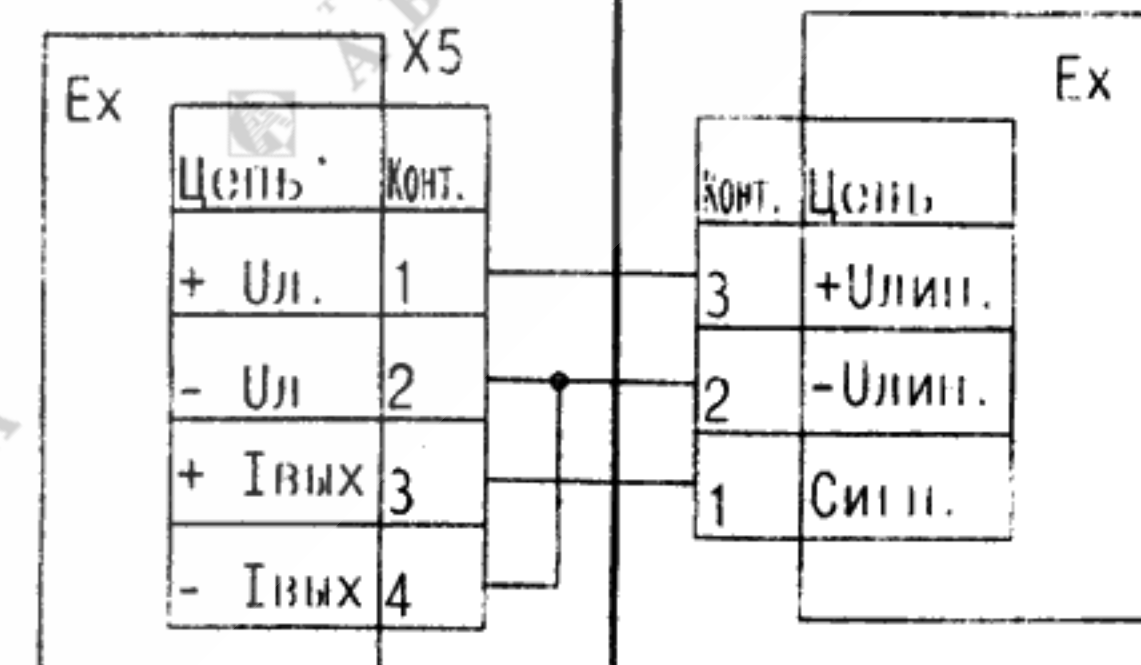 X5
Ex
Цепь Конт.
+ Uл. 1
- Uл 2
+ Iвых 3
- Iвых 4
Ex
Конт. Цепь
3 +Uлин.
2 -Uлин.
1 Сигн.